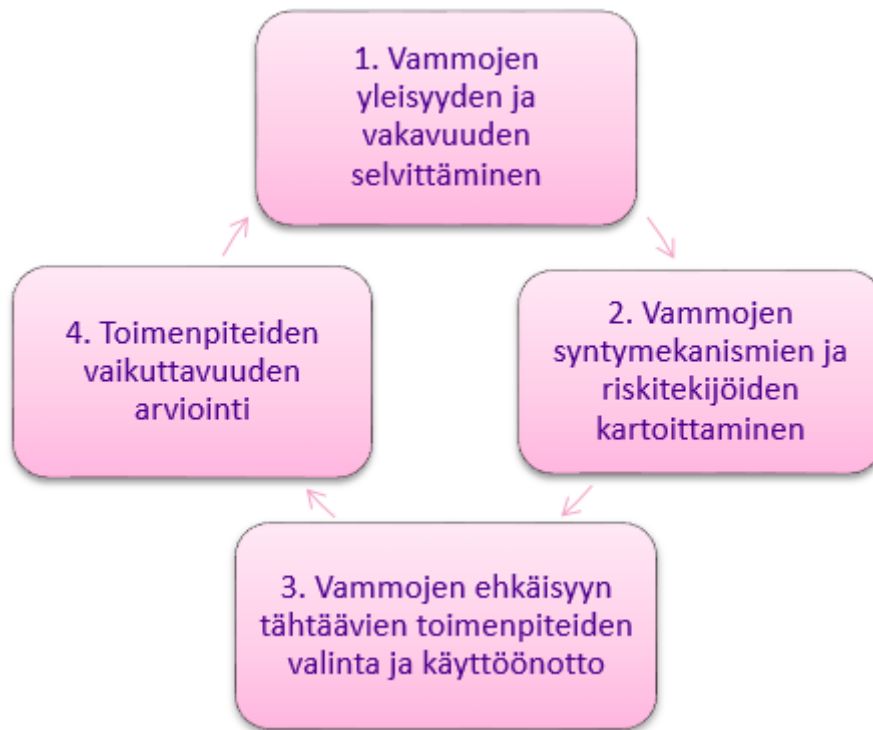 1. Vammojen
yleisyyden ja
vakavuuden
selvittäminen
2. Vammojen
syntymekanismien ja
riskitekijöiden
kartoittaminen
3. Vammojen ehkäisyyn
tähtäävien toimenpiteiden
valinta ja käyttöönotto
4. Toimenpiteiden
vaikuttavuuden
arviointi